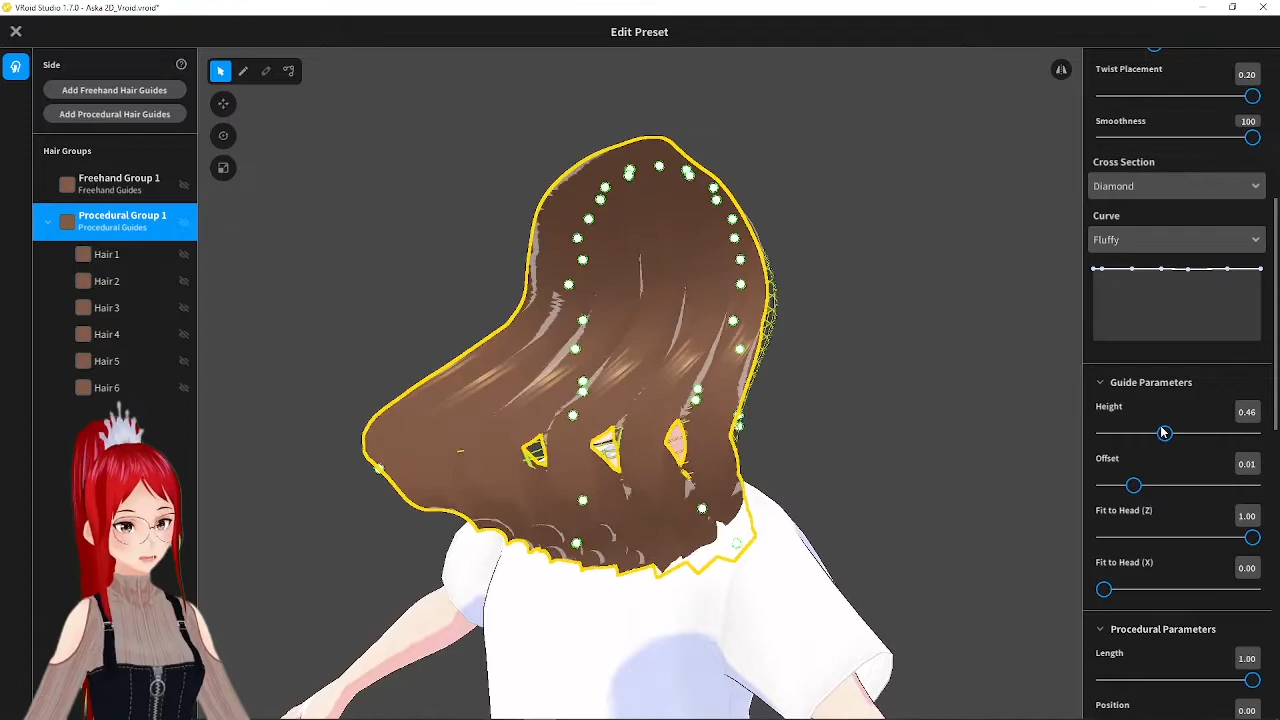 VRoid Studio 1.7.0 - Aska 2D_Vroid.vroid*
Edit Preset
Side
Add Freehand Hair Guides
Add Procedural Hair Guides
Hair Groups
Freehand Group 1
Freehand Guides
Procedural Group 1
Procedural Guides
Hair 1
Hair 2
Hair 3
Hair 4
Hair 5
Hair 6
Twist Placement
0.20
Smoothness
100
Cross Section
Diamond
Curve
Fluffy
Guide Parameters
Height
0.46
Offset
0.01
Fit to Head (Z)
1.00
Fit to Head (X)
0.00
Procedural Parameters
Length
1.00
Position
0.00